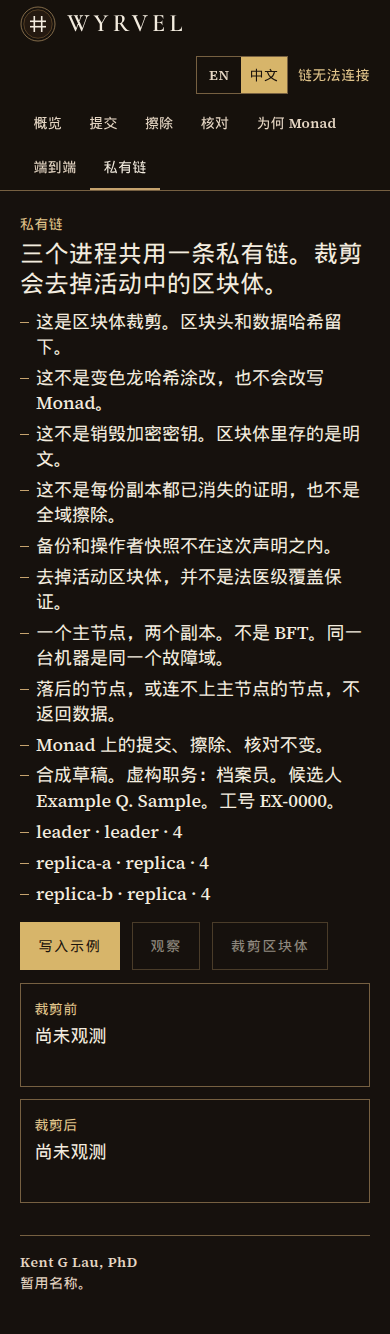 WYRVEL
EN 中文 链无法连接
概览 提交 擦除 核对 为何 Monad
端到端 私有链
私有链
三个进程共用一条私有链。裁剪
会去掉活动中的区块体。
— 这是区块体裁剪。区块头和数据哈希留
下。
— 这不是变色龙哈希涂改，也不会改写
Monad。
— 这不是销毁加密密钥。区块体里存的是明
文。
— 这不是每份副本都已消失的证明，也不是
全域擦除。
— 备份和操作者快照不在这次声明之内。
— 去掉活动区块体，并不是法医级覆盖保
证。
— 一个主节点，两个副本。不是 BFT。同一
台机器是同一个故障域。
— 落后的节点，或连不上主节点的节点，不
返回数据。
— Monad 上的提交、擦除、核对不变。
— 合成草稿。虚构职务：档案员。候选人
Example Q. Sample。工号 EX-0000。
— leader · leader · 4
— replica-a · replica · 4
— replica-b · replica · 4
写入示例 观察 裁剪区块体
裁剪前
尚未观测
裁剪后
尚未观测
Kent G Lau, PhD
暂用名称。